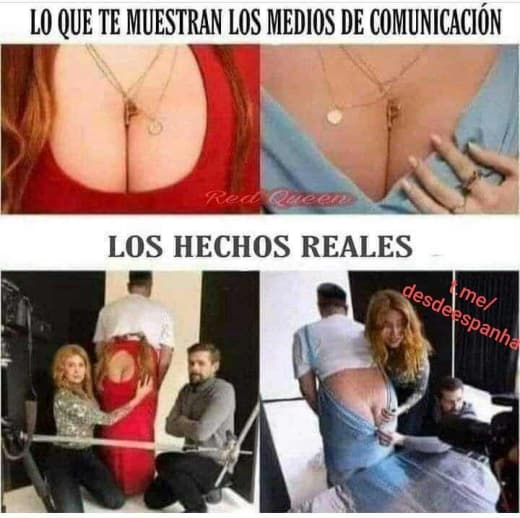 LO QUE TE MUESTRAN LOS MEDIOS DE COMUNICACIÓN
Red Queen
LOS HECHOS REALES
t.me/
desdeespanha